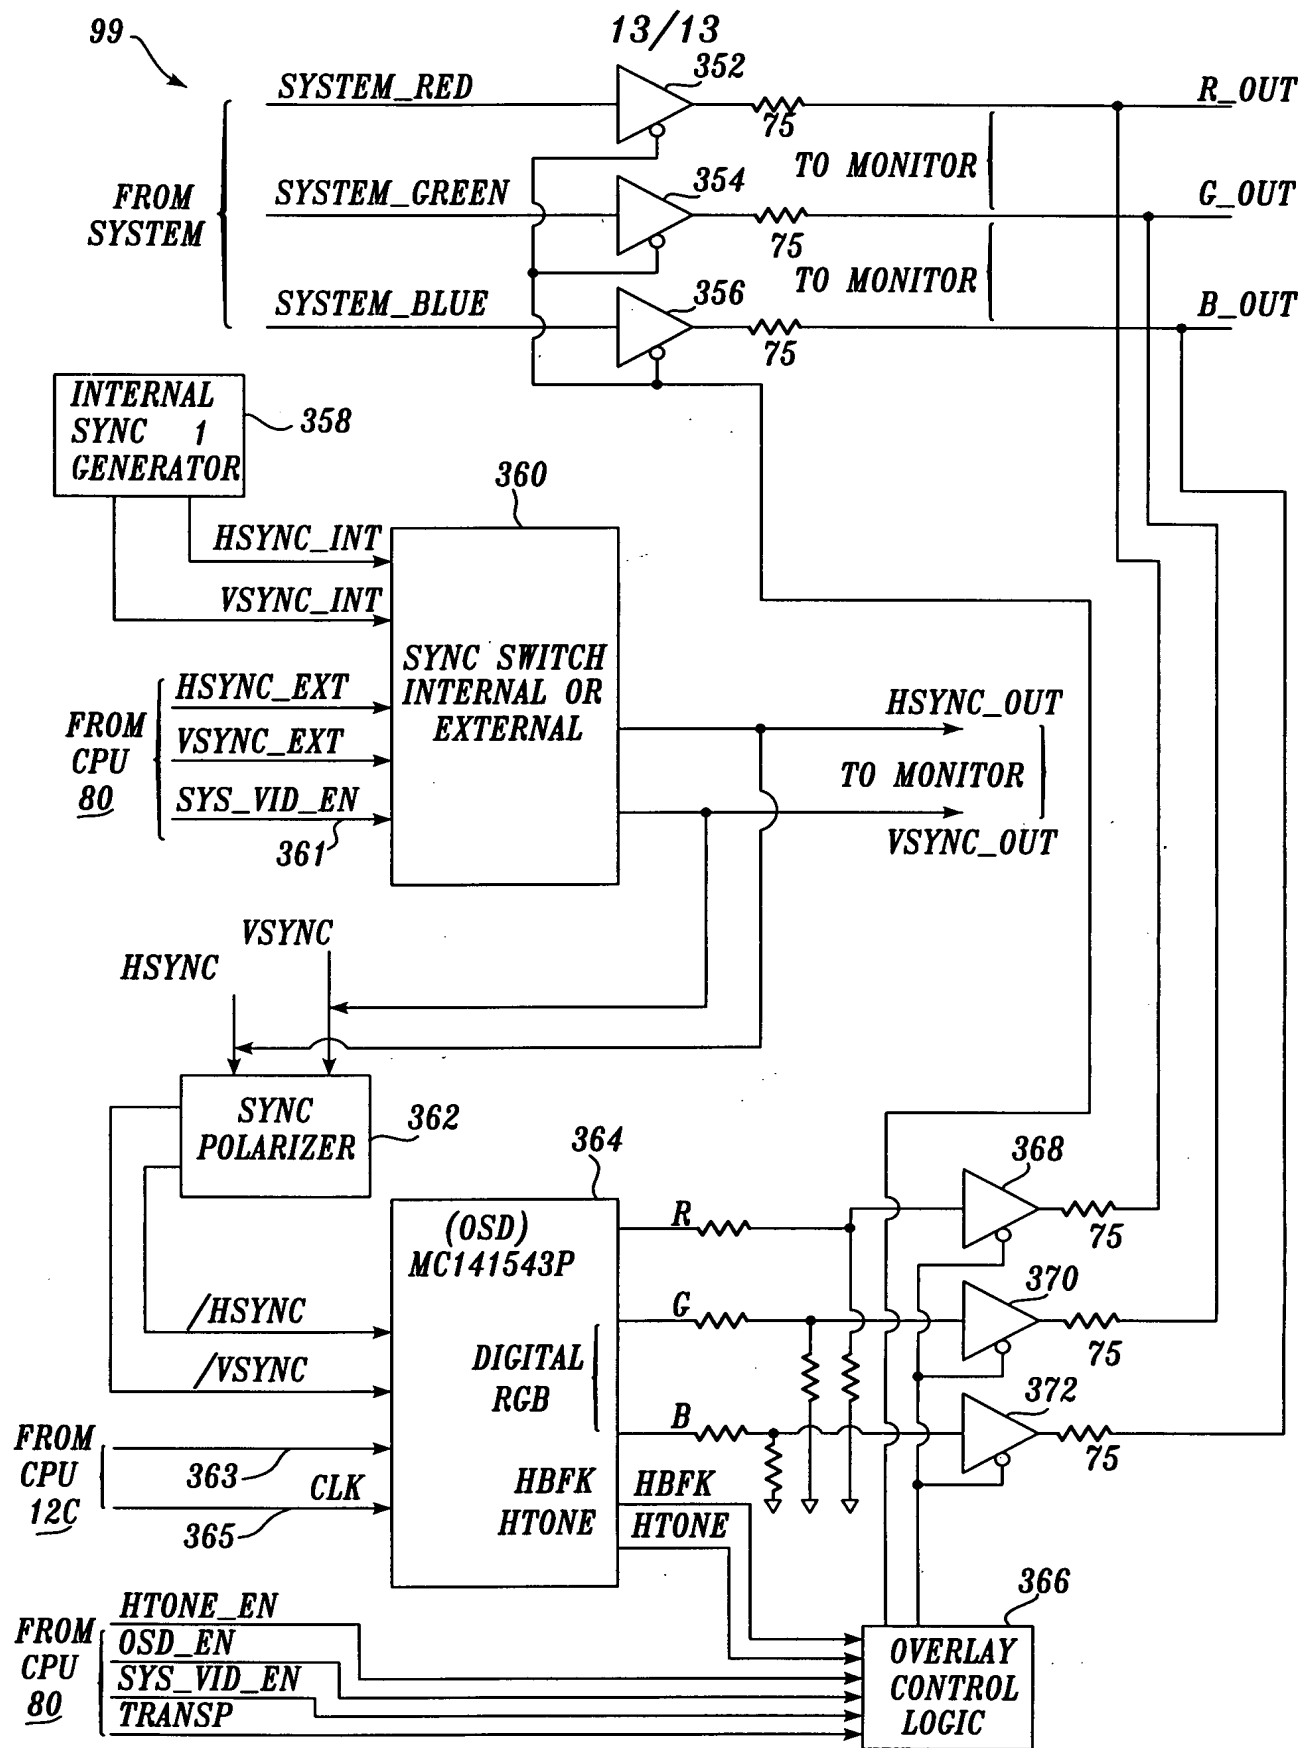 13/13
99
SYSTEM_RED
352
R_OUT
75
TO MONITOR
FROM
SYSTEM
SYSTEM_GREEN
354
G_OUT
75
TO MONITOR
SYSTEM_BLUE
356
B_OUT
75
INTERNAL
SYNC 1
GENERATOR
358
360
HSYNC_INT
VSYNC_INT
SYNC SWITCH
INTERNAL OR
EXTERNAL
FROM
CPU
80
HSYNC_EXT
VSYNC_EXT
SYS_VID_EN
361
HSYNC_OUT
TO MONITOR
VSYNC_OUT
VSYNC
HSYNC
SYNC
POLARIZER
362
364
(OSD)
MC141543P
R
368
75
/HSYNC
G
370
75
/VSYNC
DIGITAL
RGB
B
372
75
FROM
CPU
12C
363
CLK
365
HBFK
HTONE
HBFK
HTONE
366
FROM
CPU
80
HTONE_EN
OSD_EN
SYS_VID_EN
TRANSP
OVERLAY
CONTROL
LOGIC